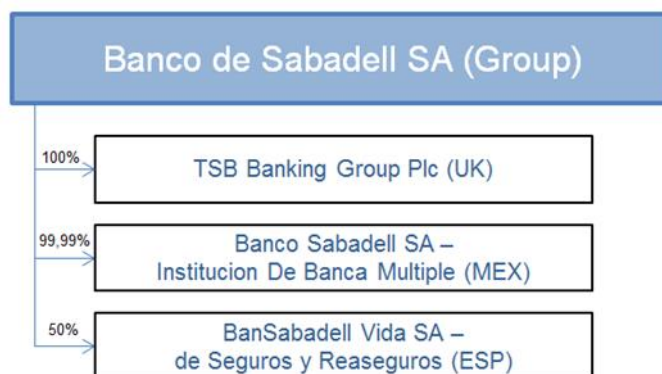 Banco de Sabadell SA (Group)
100%
TSB Banking Group Plc (UK)
99,99%
Banco Sabadell SA –
Institucion De Banca Multiple (MEX)
50%
BanSabadell Vida SA –
de Seguros y Reaseguros (ESP)